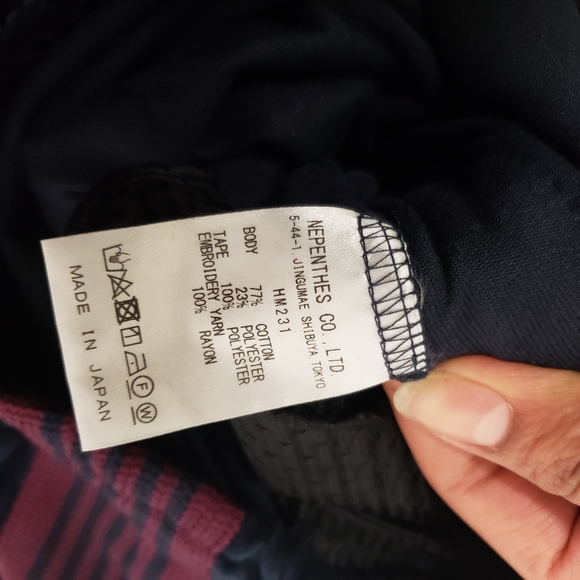 NEPENTHES CO.,LTD.
5-44-1, JINGUMAE SHIBUYA TOKYO
HM231
BODY 77% COTTON
23% POLYESTER
TAPE 100% POLYESTER
EMBROIDERY YARN
100% RAYON
F W
MADE IN JAPAN